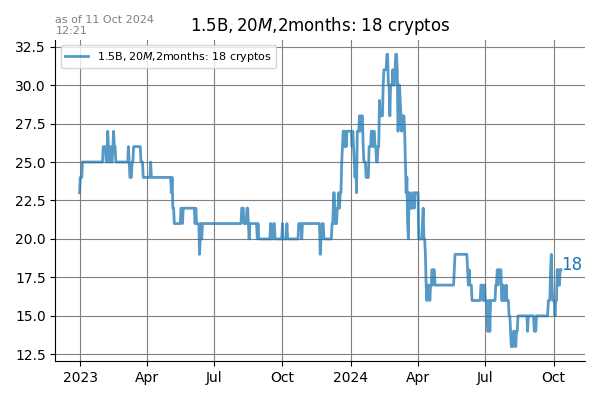 as of 11 Oct 2024
12:21
1.5B, 20M,2months: 18 cryptos
1.5B, 20M,2months: 18 cryptos
32.5
30.0
27.5
25.0
22.5
20.0
17.5
15.0
12.5
18
2023
Apr
Jul
Oct
2024
Apr
Jul
Oct